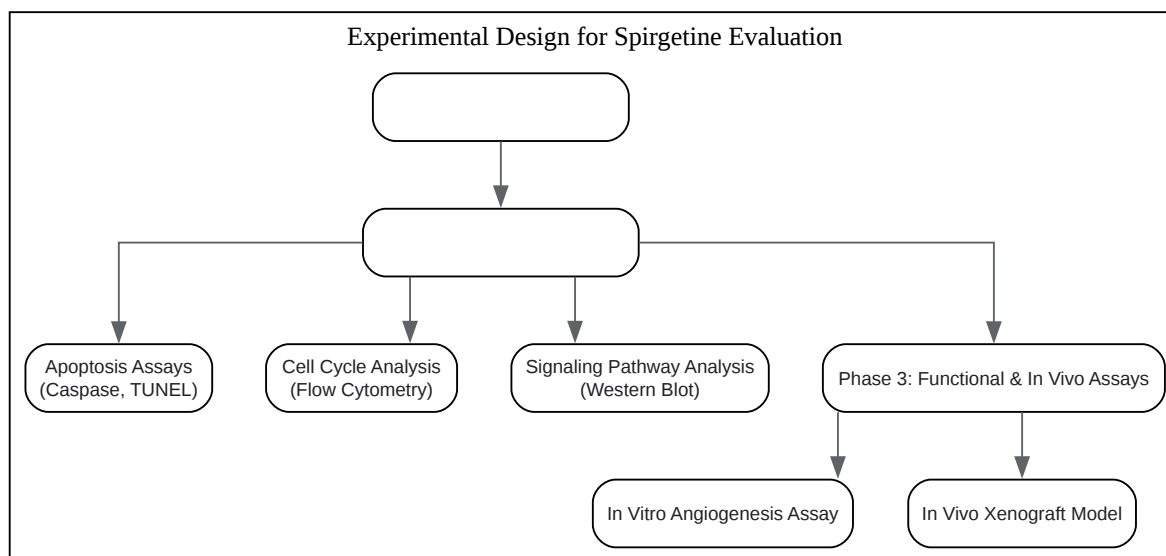 Experimental Design for Spirgetine Evaluation
Apoptosis Assays
(Caspase, TUNEL)
Cell Cycle Analysis
(Flow Cytometry)
Signaling Pathway Analysis
(Western Blot)
Phase 3: Functional & In Vivo Assays
In Vitro Angiogenesis Assay
In Vivo Xenograft Model